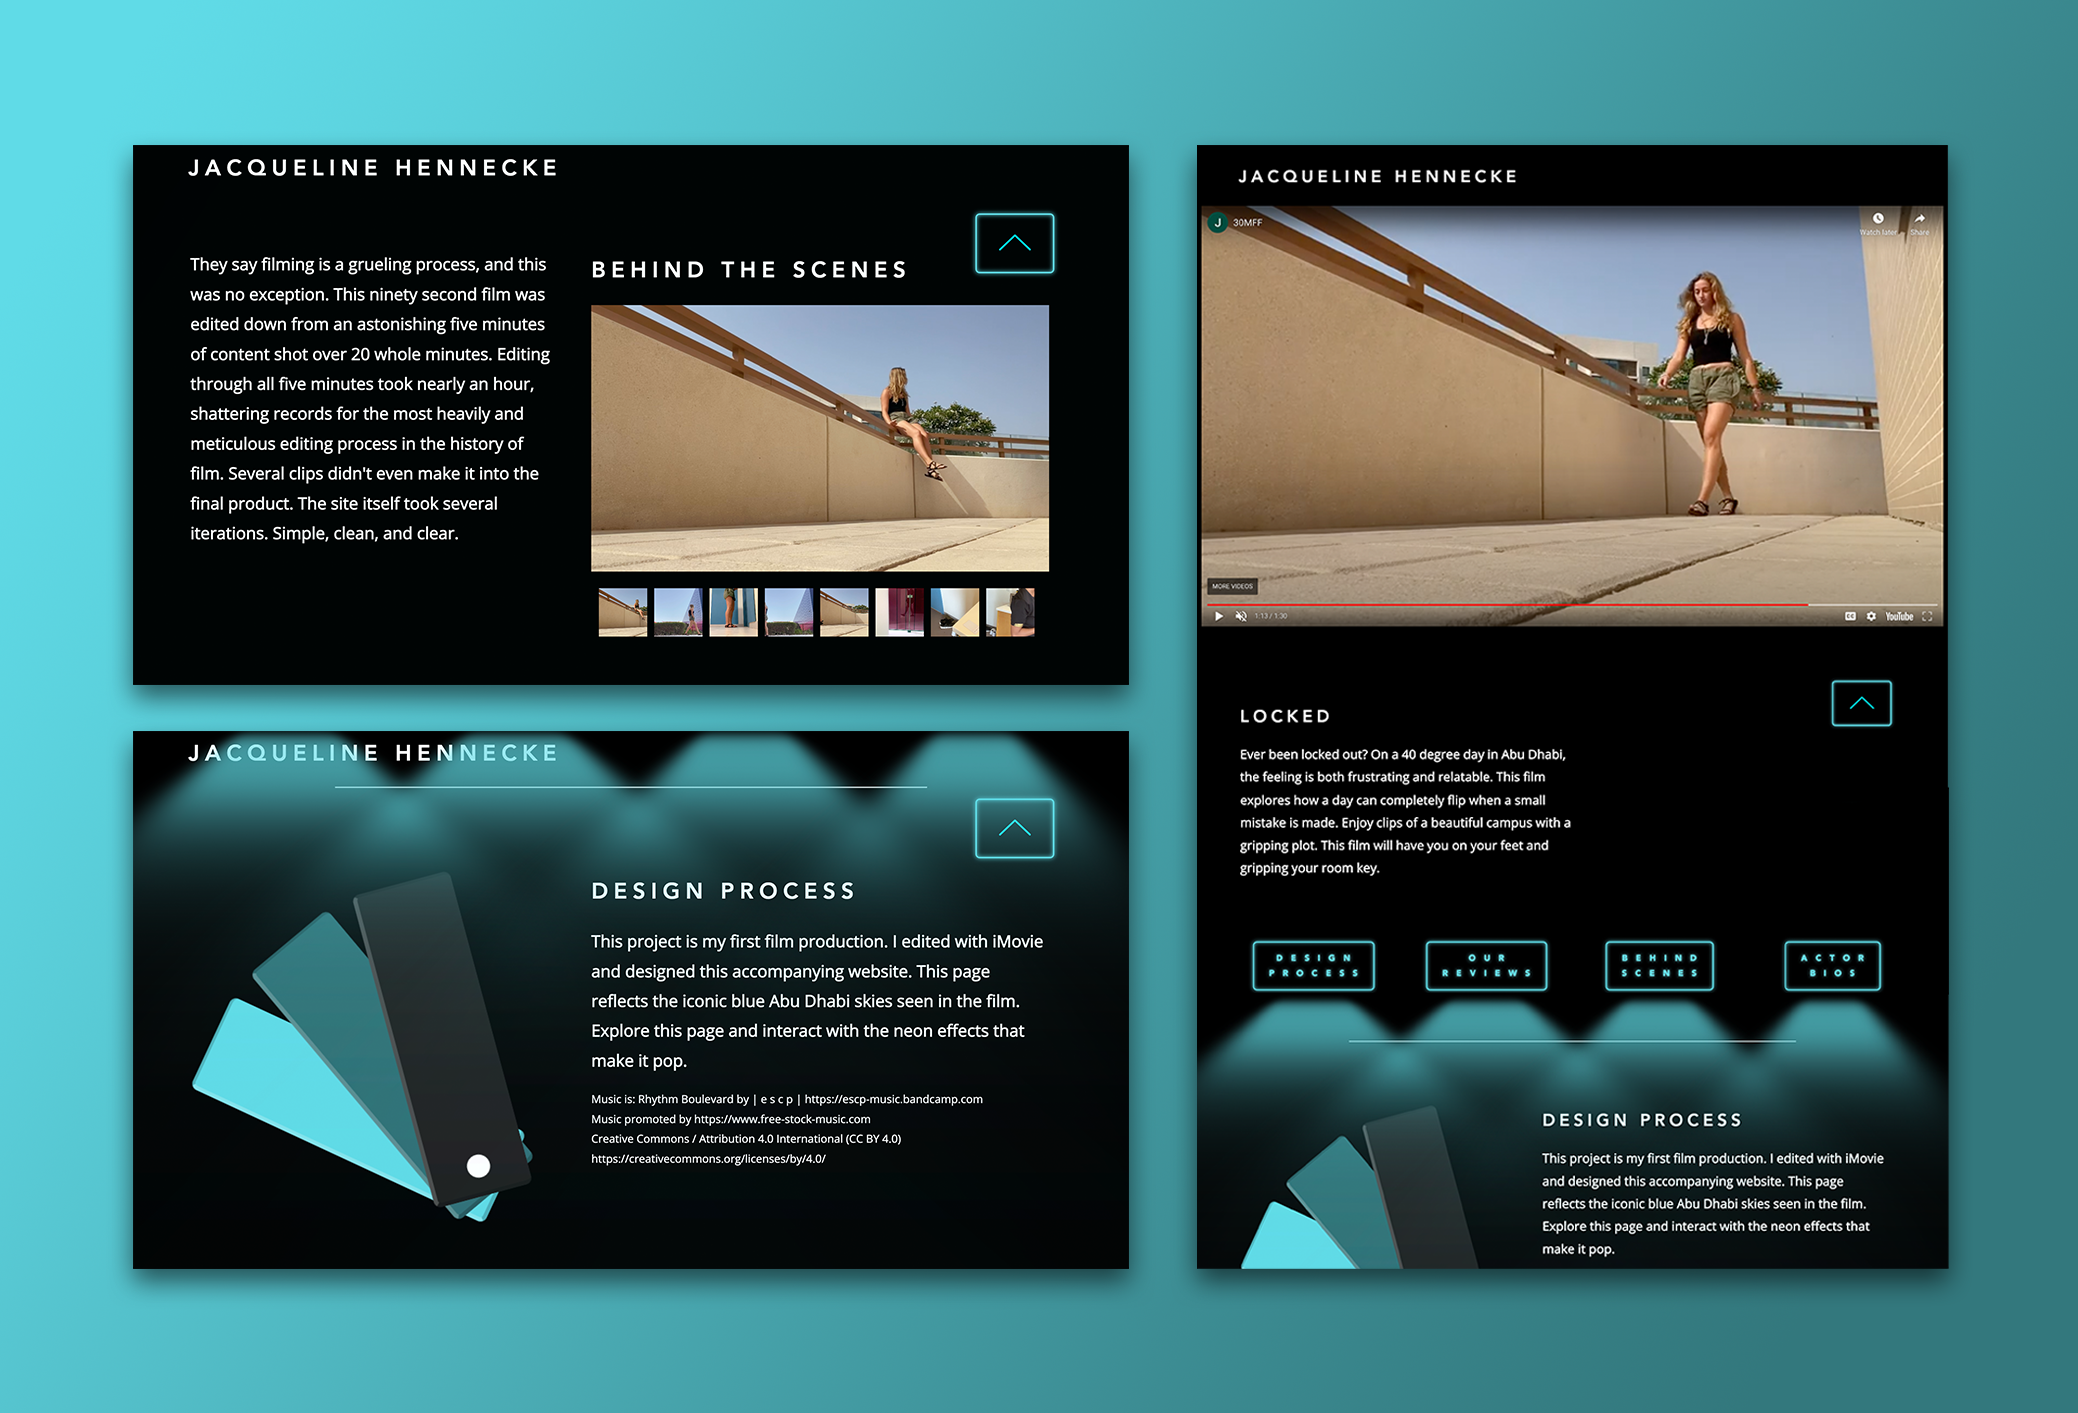 JACQUELINE HENNECKE
They say filming is a grueling process, and this
was no exception. This ninety second film was
edited down from an astonishing five minutes
of content shot over 20 whole minutes. Editing
through all five minutes took nearly an hour,
shattering records for the most heavily and
meticulous editing process in the history of
film. Several clips didn't even make it into the
final product. The site itself took several
iterations. Simple, clean, and clear.
BEHIND THE SCENES
JACQUELINE HENNECKE
DESIGN PROCESS
This project is my first film production. I edited with iMovie
and designed this accompanying website. This page
reflects the iconic blue Abu Dhabi skies seen in the film.
Explore this page and interact with the neon effects that
make it pop.
Music is: Rhythm Boulevard by | e s c p | https://escp-music.bandcamp.com
Music promoted by https://www.free-stock-music.com
Creative Commons / Attribution 4.0 International (CC BY 4.0)
https://creativecommons.org/licenses/by/4.0/
JACQUELINE HENNECKE
J 30MFF
Watch later Share
MORE VIDEOS
1:13 / 1:30
CC YouTube
LOCKED
Ever been locked out? On a 40 degree day in Abu Dhabi,
the feeling is both frustrating and relatable. This film
explores how a day can completely flip when a small
mistake is made. Enjoy clips of a beautiful campus with a
gripping plot. This film will have you on your feet and
gripping your room key.
DESIGN
PROCESS
OUR
REVIEWS
BEHIND
SCENES
ACTOR
BIOS
DESIGN PROCESS
This project is my first film production. I edited with iMovie
and designed this accompanying website. This page
reflects the iconic blue Abu Dhabi skies seen in the film.
Explore this page and interact with the neon effects that
make it pop.